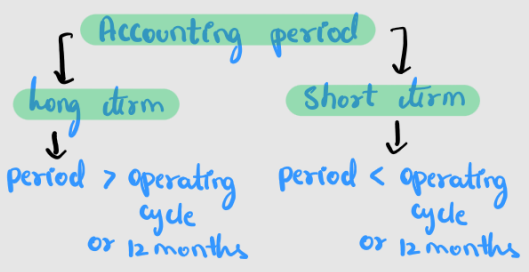 Accounting period
Long term
Short term
period > operating
cycle
or 12 months
period < operating
cycle
or 12 months